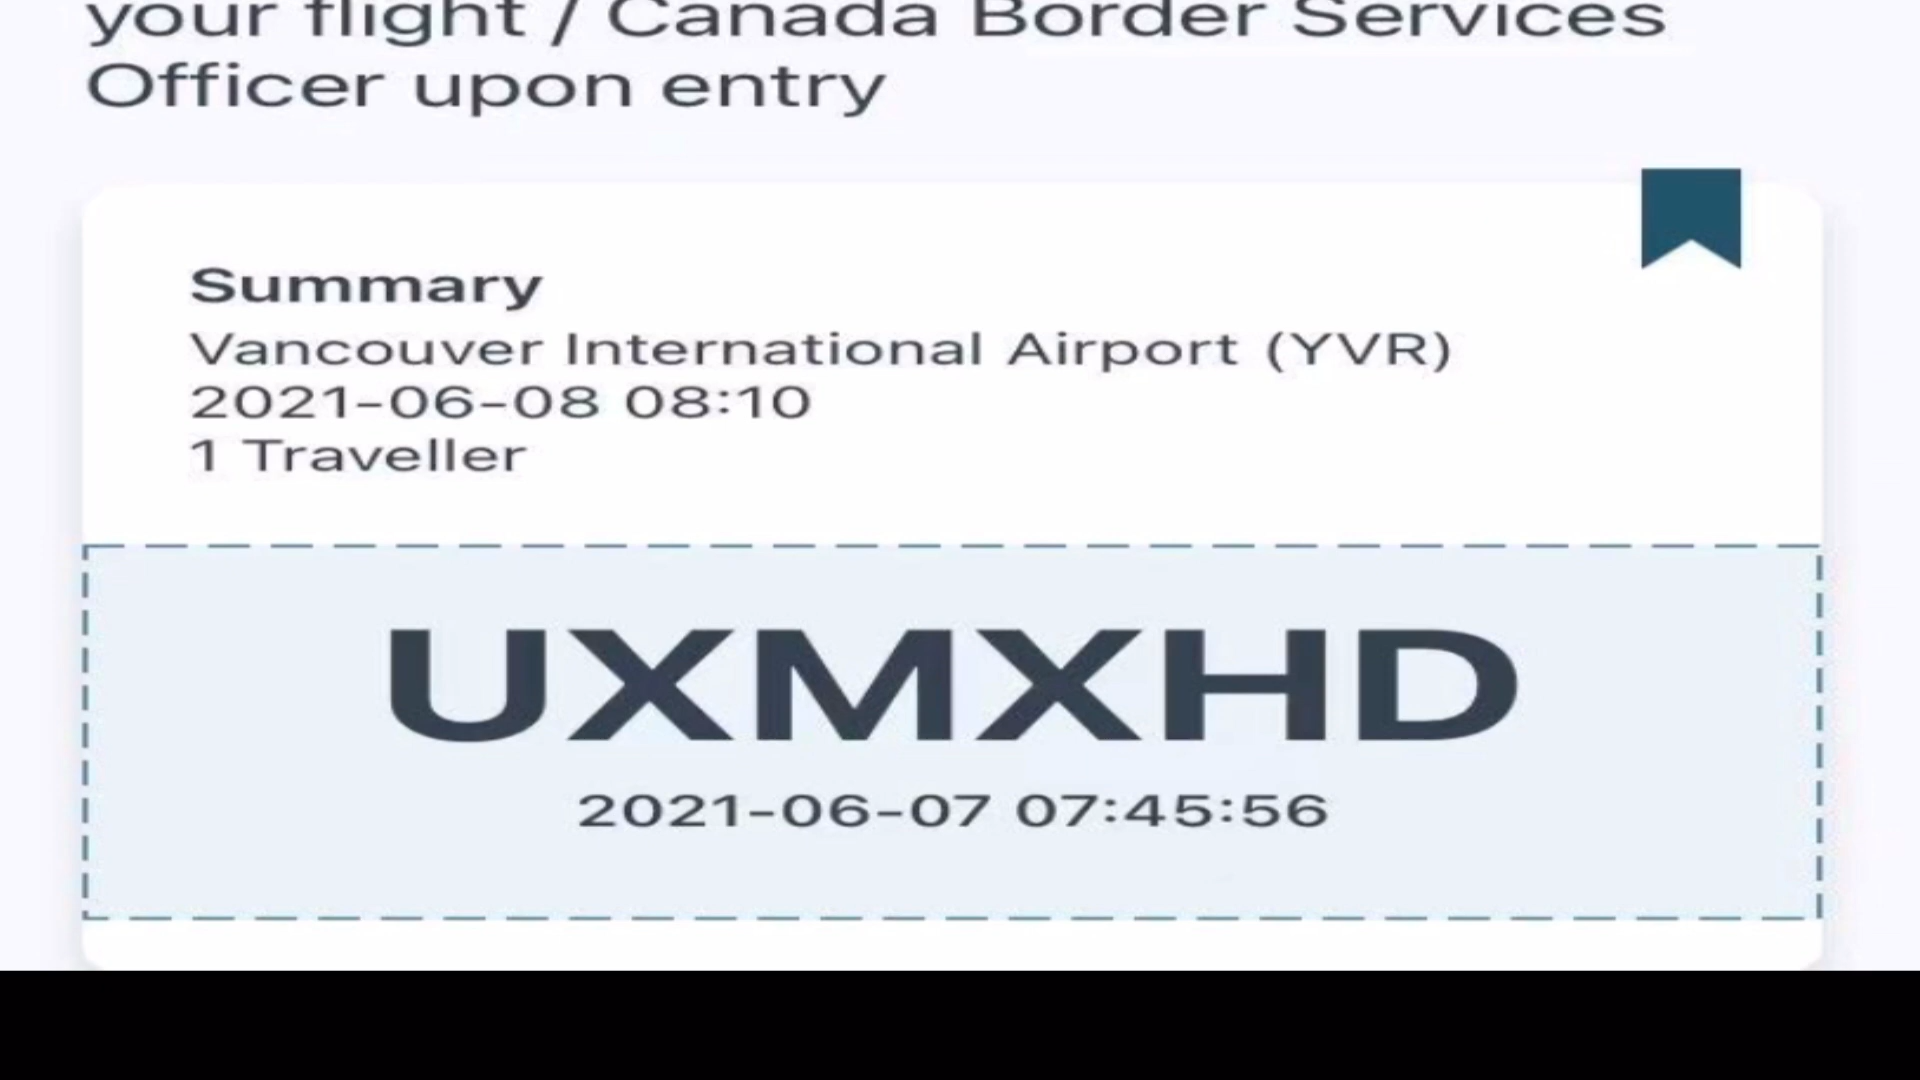 your flight / Canada Border Services
Officer upon entry
Summary
Vancouver International Airport (YVR)
2021-06-08 08:10
1 Traveller
UXMXHD
2021-06-07 07:45:56